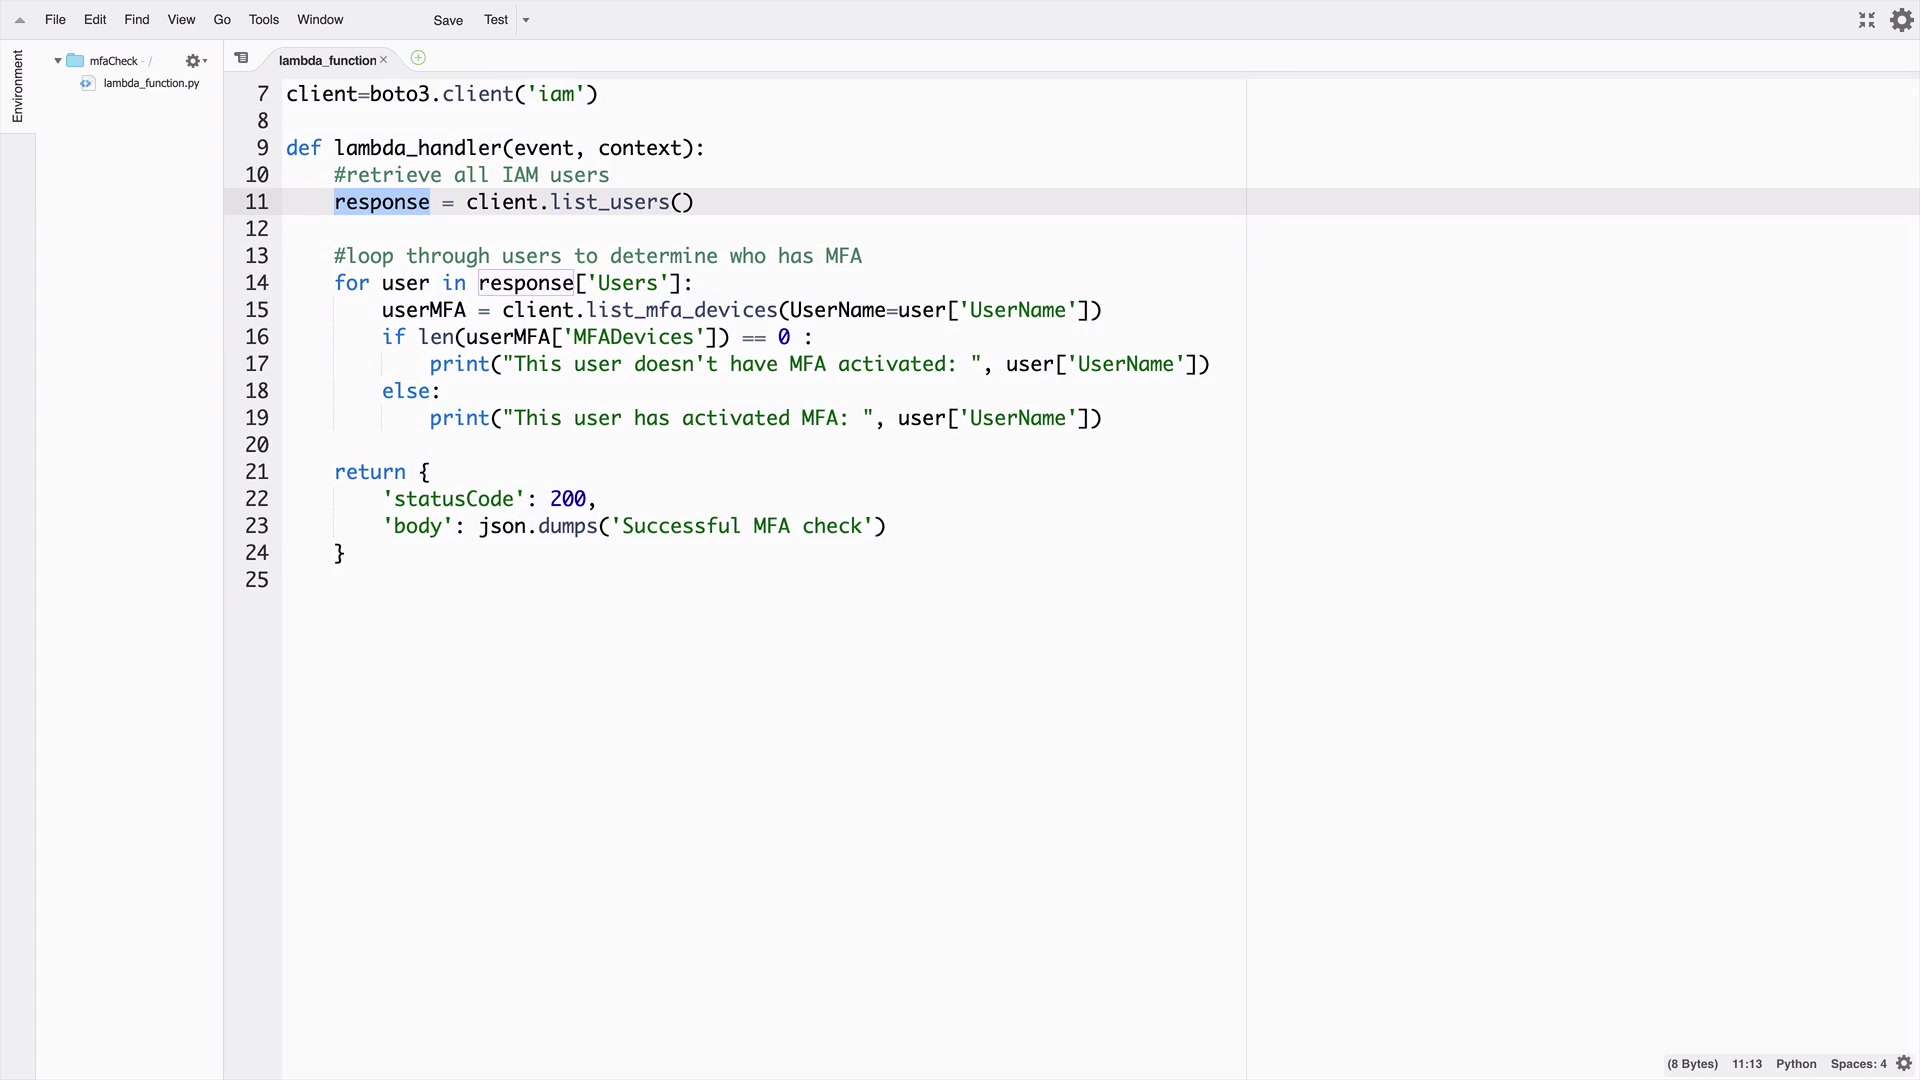 File Edit Find View Go Tools Window Save Test
Environment
mfaCheck - /
lambda_function.py
lambda_function ×
7 client=boto3.client('iam')
8
9 def lambda_handler(event, context):
10     #retrieve all IAM users
11     response = client.list_users()
12
13     #loop through users to determine who has MFA
14     for user in response['Users']:
15         userMFA = client.list_mfa_devices(UserName=user['UserName'])
16         if len(userMFA['MFADevices']) == 0 :
17             print("This user doesn't have MFA activated: ", user['UserName'])
18         else:
19             print("This user has activated MFA: ", user['UserName'])
20
21     return {
22         'statusCode': 200,
23         'body': json.dumps('Successful MFA check')
24     }
25
(8 Bytes) 11:13 Python Spaces: 4